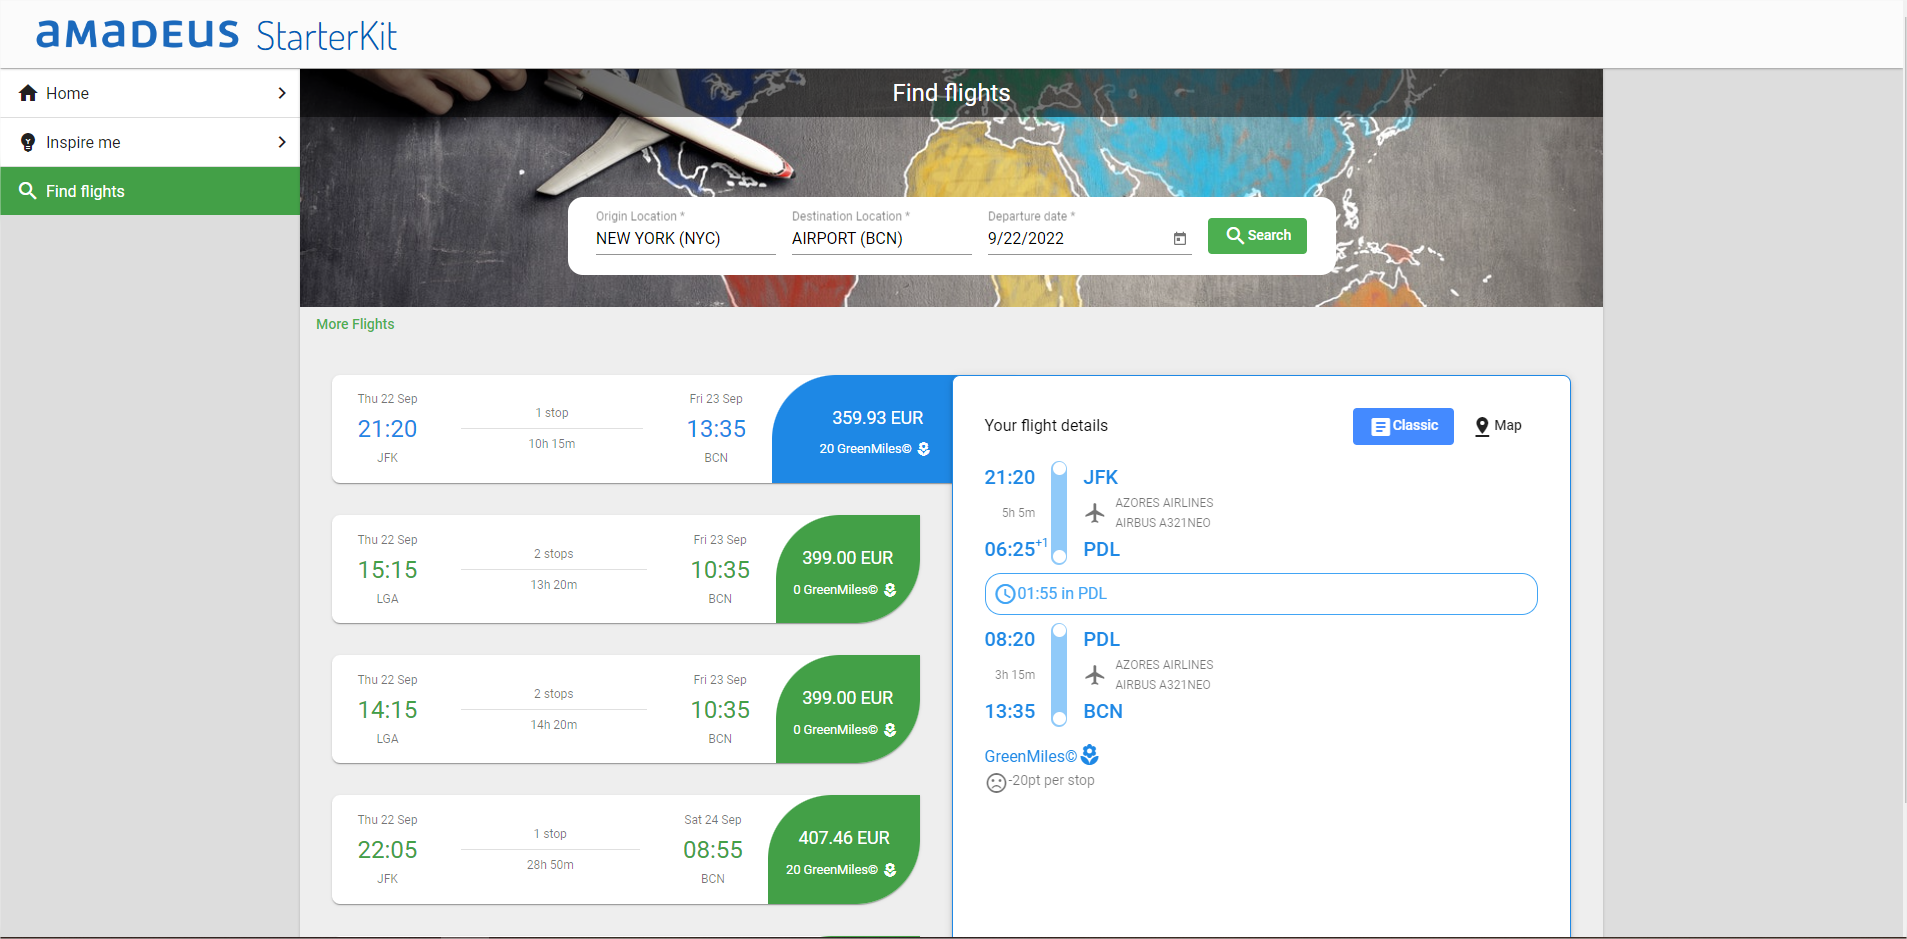 amadeus StarterKit
Home
Inspire me
Find flights
Find flights
Origin Location *
NEW YORK (NYC)
Destination Location *
AIRPORT (BCN)
Departure date *
9/22/2022
Search
More Flights
Thu 22 Sep
21:20
JFK
1 stop
10h 15m
Fri 23 Sep
13:35
BCN
359.93 EUR
20 GreenMiles©
Thu 22 Sep
15:15
LGA
2 stops
13h 20m
Fri 23 Sep
10:35
BCN
399.00 EUR
0 GreenMiles©
Thu 22 Sep
14:15
LGA
2 stops
14h 20m
Fri 23 Sep
10:35
BCN
399.00 EUR
0 GreenMiles©
Thu 22 Sep
22:05
JFK
1 stop
28h 50m
Sat 24 Sep
08:55
BCN
407.46 EUR
20 GreenMiles©
Your flight details
Classic
Map
21:20 JFK
5h 5m
AZORES AIRLINES
AIRBUS A321NEO
06:25+1 PDL
01:55 in PDL
08:20 PDL
3h 15m
AZORES AIRLINES
AIRBUS A321NEO
13:35 BCN
GreenMiles©
-20pt per stop